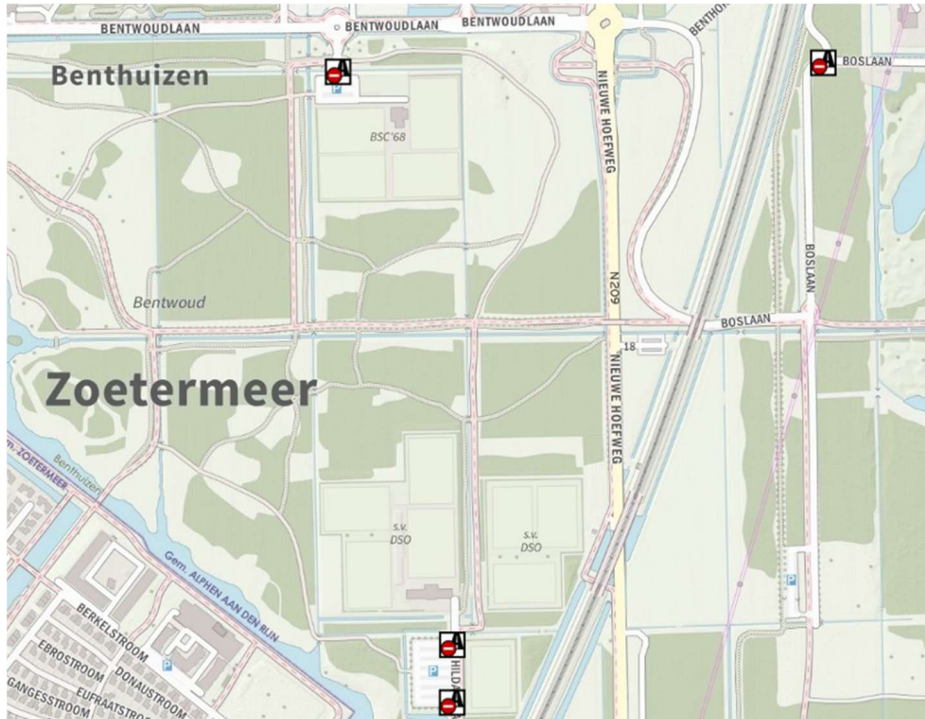 BENTWOUDLAAN
BENTWOUDLAAN
BENTWOUDLAAN
Benthuizen
A
A
BOSLAAN
BSC'68
NIEUWE HOEFWEG
BOSLAAN
N209
Bentwoud
BOSLAAN
18
Zoetermeer
NIEUWE HOEFWEG
ZOETERMEER
Benthuizen
s.v.
DSO
s.v.
DSO
Gem. ALPHEN AAN DEN RIJN
P
P
BERKELSTROOM
EBROSTROOM
DONAUSTROOM
GANGESSTROOM
EUFRAATSTROOM
P
P
A
A